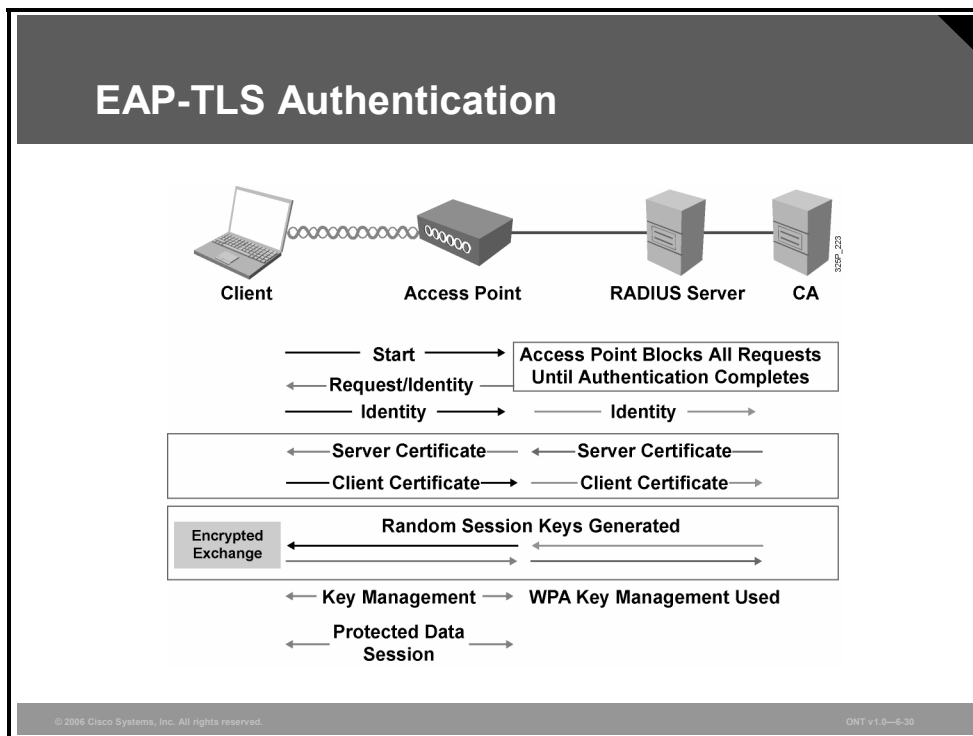 EAP-TLS Authentication
325P_223
Client
Access Point
RADIUS Server
CA
Start
Access Point Blocks All Requests
Until Authentication Completes
Request/Identity
Identity
Identity
Server Certificate
Server Certificate
Client Certificate
Client Certificate
Encrypted
Exchange
Random Session Keys Generated
Key Management
WPA Key Management Used
Protected Data
Session
© 2006 Cisco Systems, Inc. All rights reserved.
ONT v1.0—6-30